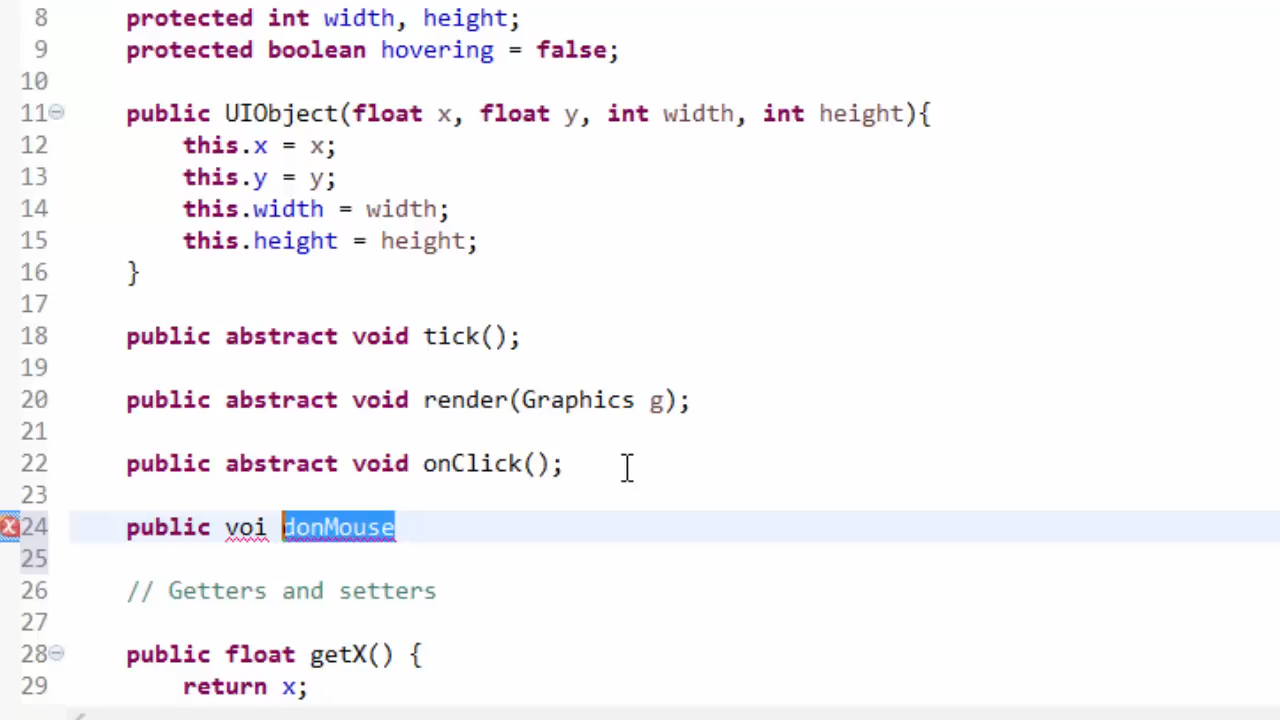 8 protected int width, height;
9 protected boolean hovering = false;
10
11 public UIObject(float x, float y, int width, int height){
12 this.x = x;
13 this.y = y;
14 this.width = width;
15 this.height = height;
16 }
17
18 public abstract void tick();
19
20 public abstract void render(Graphics g);
21
22 public abstract void onClick();
23
24 public voi donMouse
25
26 // Getters and setters
27
28 public float getX() {
29 return x;